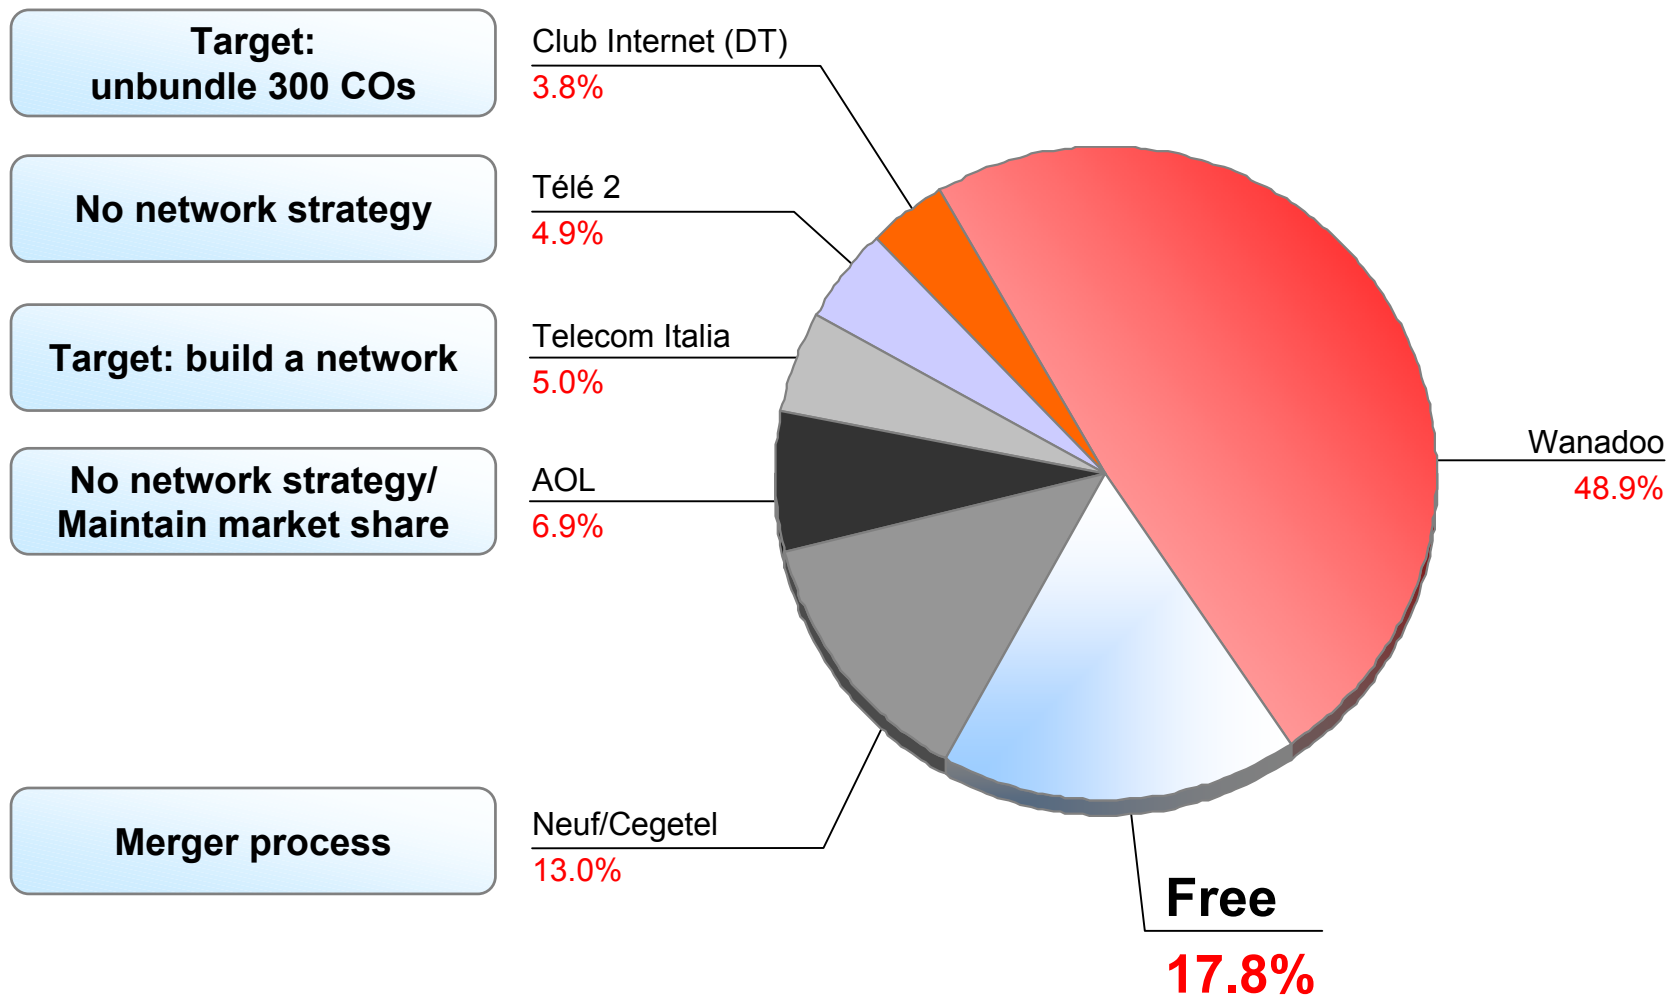 Target:
unbundle 300 COs
Club Internet (DT)
3.8%
No network strategy
Télé 2
4.9%
Target: build a network
Telecom Italia
5.0%
No network strategy/
Maintain market share
AOL
6.9%
Wanadoo
48.9%
Merger process
Neuf/Cegetel
13.0%
Free
17.8%